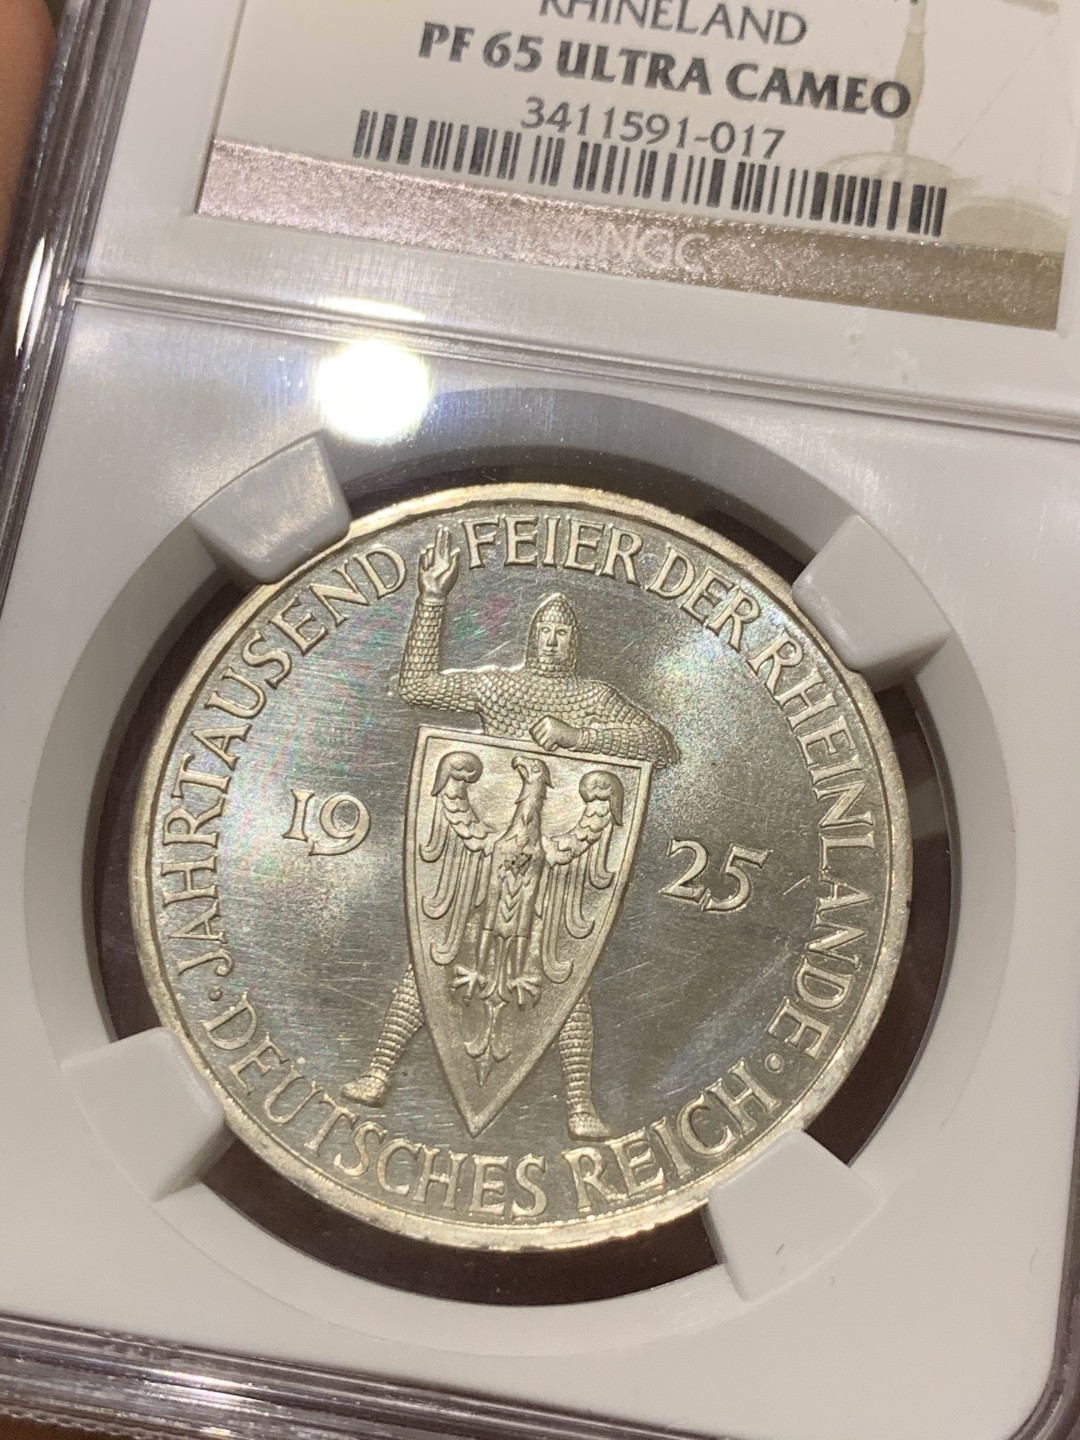 RHINELAND
PF 65 ULTRA CAMEO
3411591-017
NGC
· JAHRTAUSEND FEIER DER RHEINLANDE ·
19 25
DEUTSCHES REICH